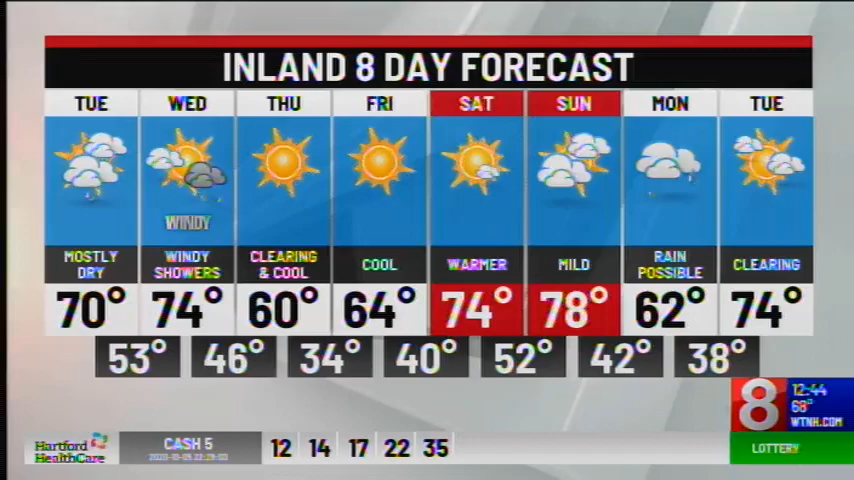 INLAND 8 DAY FORECAST
TUE WED THU FRI SAT SUN MON TUE
WINDY
MOSTLY DRY
WINDY SHOWERS
CLEARING & COOL
COOL
WARMER
MILD
RAIN POSSIBLE
CLEARING
70° 74° 60° 64° 74° 78° 62° 74°
53° 46° 34° 40° 52° 42° 38°
8
12:44
68°
WTNH.COM
Hartford
HealthCare
CASH 5
12 14 17 22 35
LOTTERY